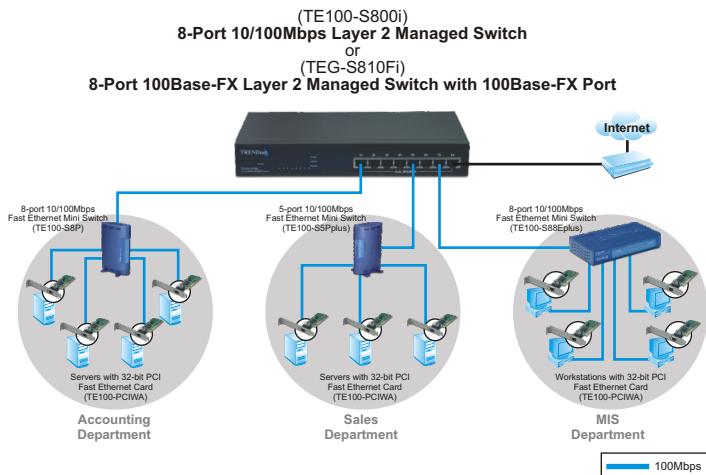 (TE100-S800i)
8-Port 10/100Mbps Layer 2 Managed Switch
or
(TEG-S810Fi)
8-Port 100Base-FX Layer 2 Managed Switch with 100Base-FX Port
TRENDnet
Internet
8-port 10/100Mbps
Fast Ethernet Mini Switch
(TE100-S8P)
5-port 10/100Mbps
Fast Ethernet Mini Switch
(TE100-S5Pplus)
8-port 10/100Mbps
Fast Ethernet Mini Switch
(TE100-S88Eplus)
Servers with 32-bit PCI
Fast Ethernet Card
(TE100-PCIWA)
Servers with 32-bit PCI
Fast Ethernet Card
(TE100-PCIWA)
Workstations with 32-bit PCI
Fast Ethernet Card
(TE100-PCIWA)
Accounting
Department
Sales
Department
MIS
Department
100Mbps